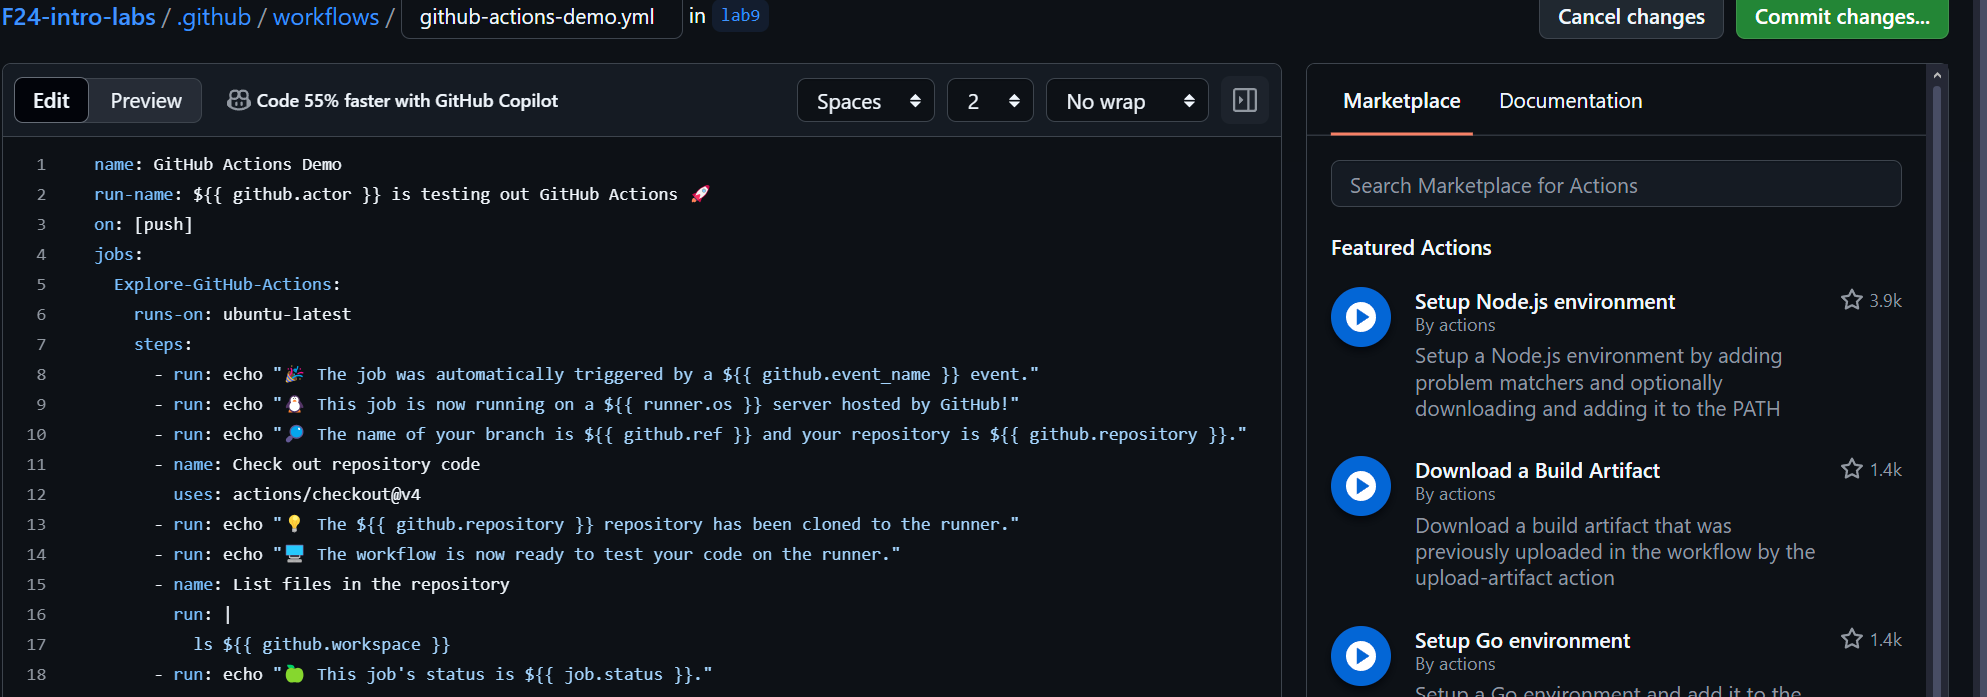 F24-intro-labs / .github / workflows / github-actions-demo.yml in lab9
Cancel changes
Commit changes...
Edit
Preview
Code 55% faster with GitHub Copilot
Spaces
2
No wrap
1 name: GitHub Actions Demo
2 run-name: ${{ github.actor }} is testing out GitHub Actions 🚀
3 on: [push]
4 jobs:
5   Explore-GitHub-Actions:
6     runs-on: ubuntu-latest
7     steps:
8       - run: echo "🎉 The job was automatically triggered by a ${{ github.event_name }} event."
9       - run: echo "🐧 This job is now running on a ${{ runner.os }} server hosted by GitHub!"
10       - run: echo "🔎 The name of your branch is ${{ github.ref }} and your repository is ${{ github.repository }}."
11       - name: Check out repository code
12         uses: actions/checkout@v4
13       - run: echo "💡 The ${{ github.repository }} repository has been cloned to the runner."
14       - run: echo "🖥️ The workflow is now ready to test your code on the runner."
15       - name: List files in the repository
16         run: |
17           ls ${{ github.workspace }}
18       - run: echo "🍏 This job's status is ${{ job.status }}."
Marketplace
Documentation
Search Marketplace for Actions
Featured Actions
Setup Node.js environment
3.9k
By actions
Setup a Node.js environment by adding
problem matchers and optionally
downloading and adding it to the PATH
Download a Build Artifact
1.4k
By actions
Download a build artifact that was
previously uploaded in the workflow by the
upload-artifact action
Setup Go environment
1.4k
By actions
Setup a Go environment and add it to the